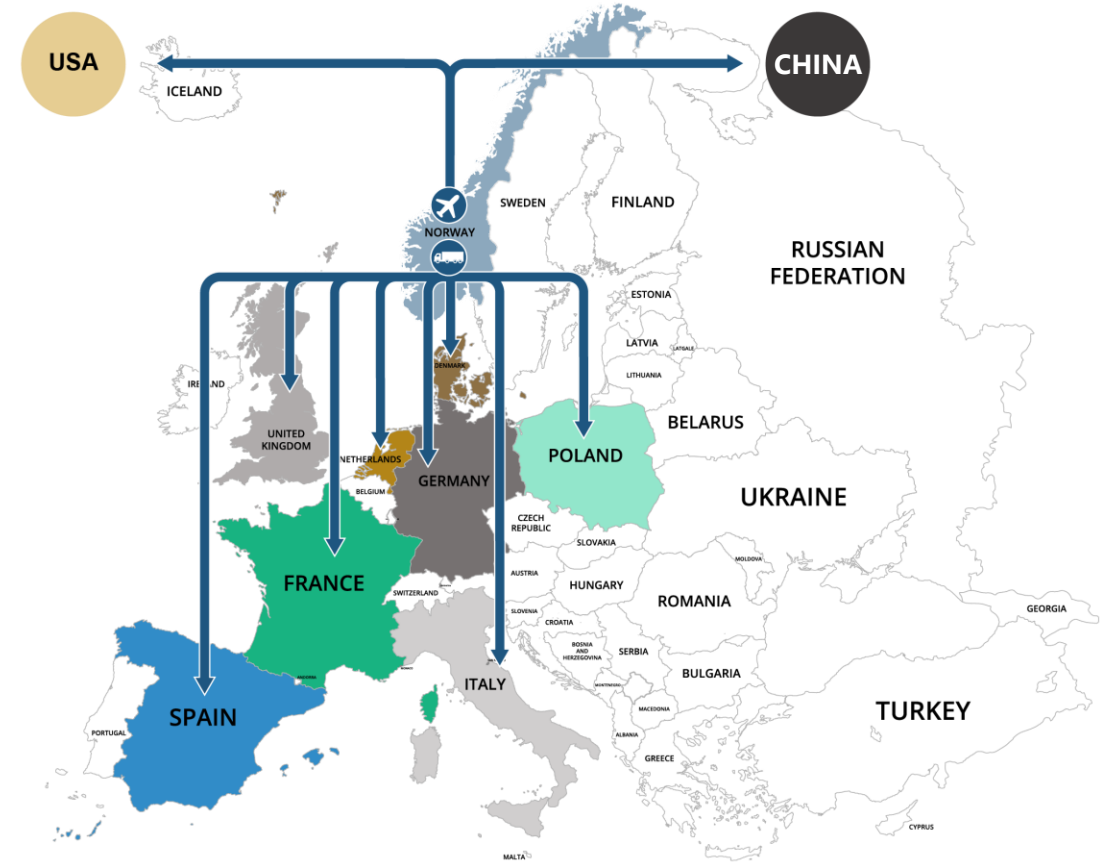 USA
CHINA
ICELAND
SWEDEN
FINLAND
NORWAY
RUSSIAN
FEDERATION
ESTONIA
LATVIA
LATGALE
LITHUANIA
IRELAND
DENMARK
BELARUS
UNITED
KINGDOM
NETHERLANDS
GERMANY
POLAND
BELGIUM
UKRAINE
CZECH
REPUBLIC
SLOVAKIA
MOLDOVA
FRANCE
SWITZERLAND
AUSTRIA
HUNGARY
ROMANIA
GEORGIA
SLOVENIA
CROATIA
BOSNIA
AND
HERZEGOVINA
SERBIA
MONACO
ANDORRA
ITALY
MONTENEGRO
BULGARIA
SPAIN
MACEDONIA
TURKEY
PORTUGAL
ALBANIA
GREECE
CYPRUS
MALTA